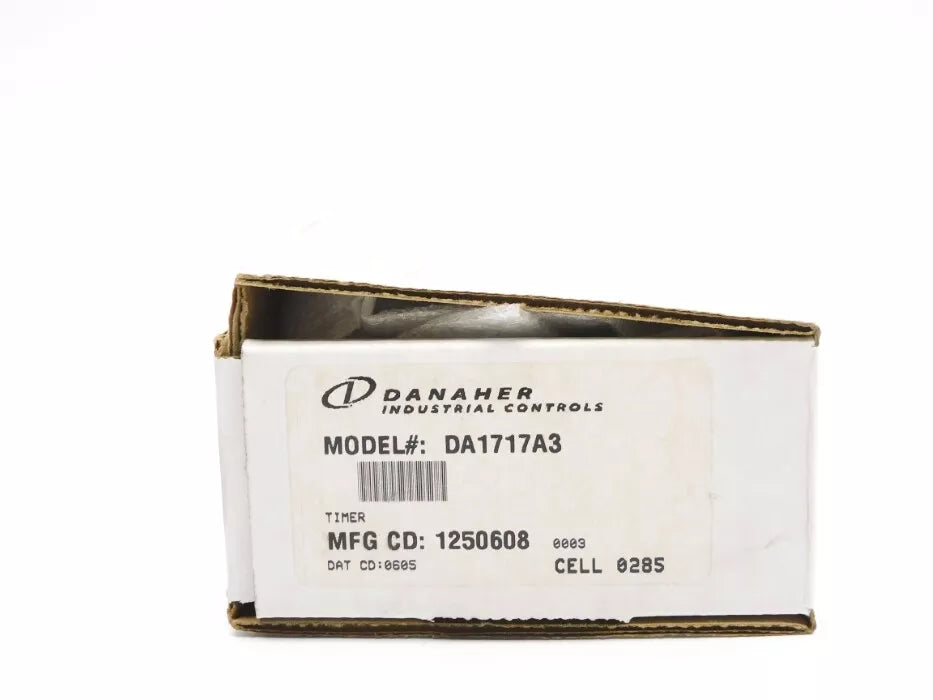 DANAHER
INDUSTRIAL CONTROLS
MODEL#: DA1717A3
TIMER
MFG CD: 1250608 0003
DAT CD:0605 CELL 0285